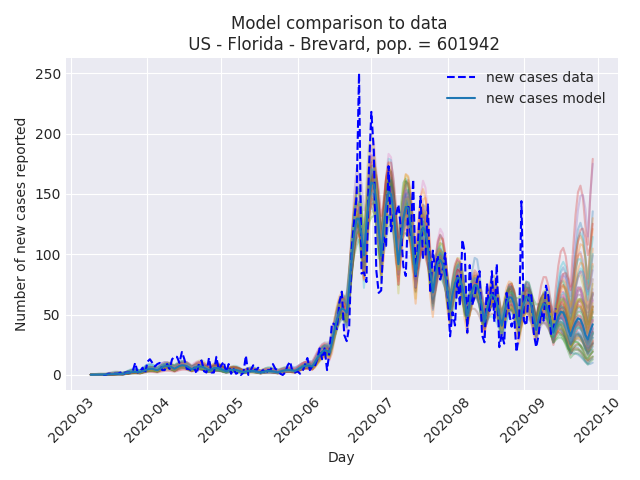 Model comparison to data
US - Florida - Brevard, pop. = 601942
new cases data
new cases model
Number of new cases reported
250
200
150
100
50
0
2020-03
2020-04
2020-05
2020-06
2020-07
2020-08
2020-09
2020-10
Day